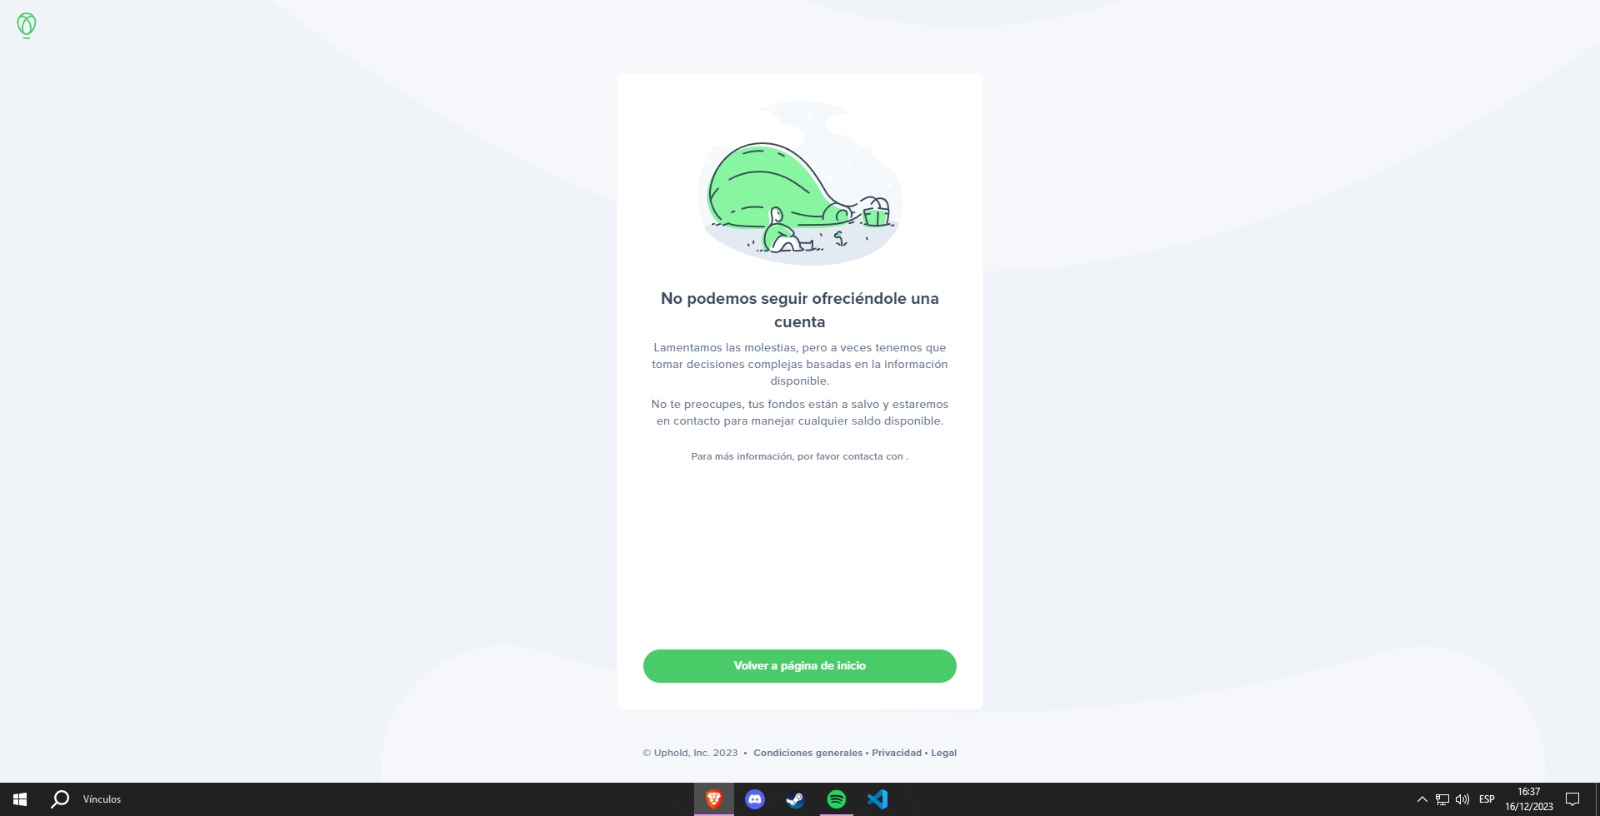 No podemos seguir ofreciéndole una
cuenta
Lamentamos las molestias, pero a veces tenemos que
tomar decisiones complejas basadas en la información
disponible.
No te preocupes, tus fondos están a salvo y estaremos
en contacto para manejar cualquier saldo disponible.
Para más información, por favor contacta con .
Volver a página de inicio
© Uphold, Inc. 2023 • Condiciones generales • Privacidad • Legal
Vínculos
ESP
16:37
16/12/2023